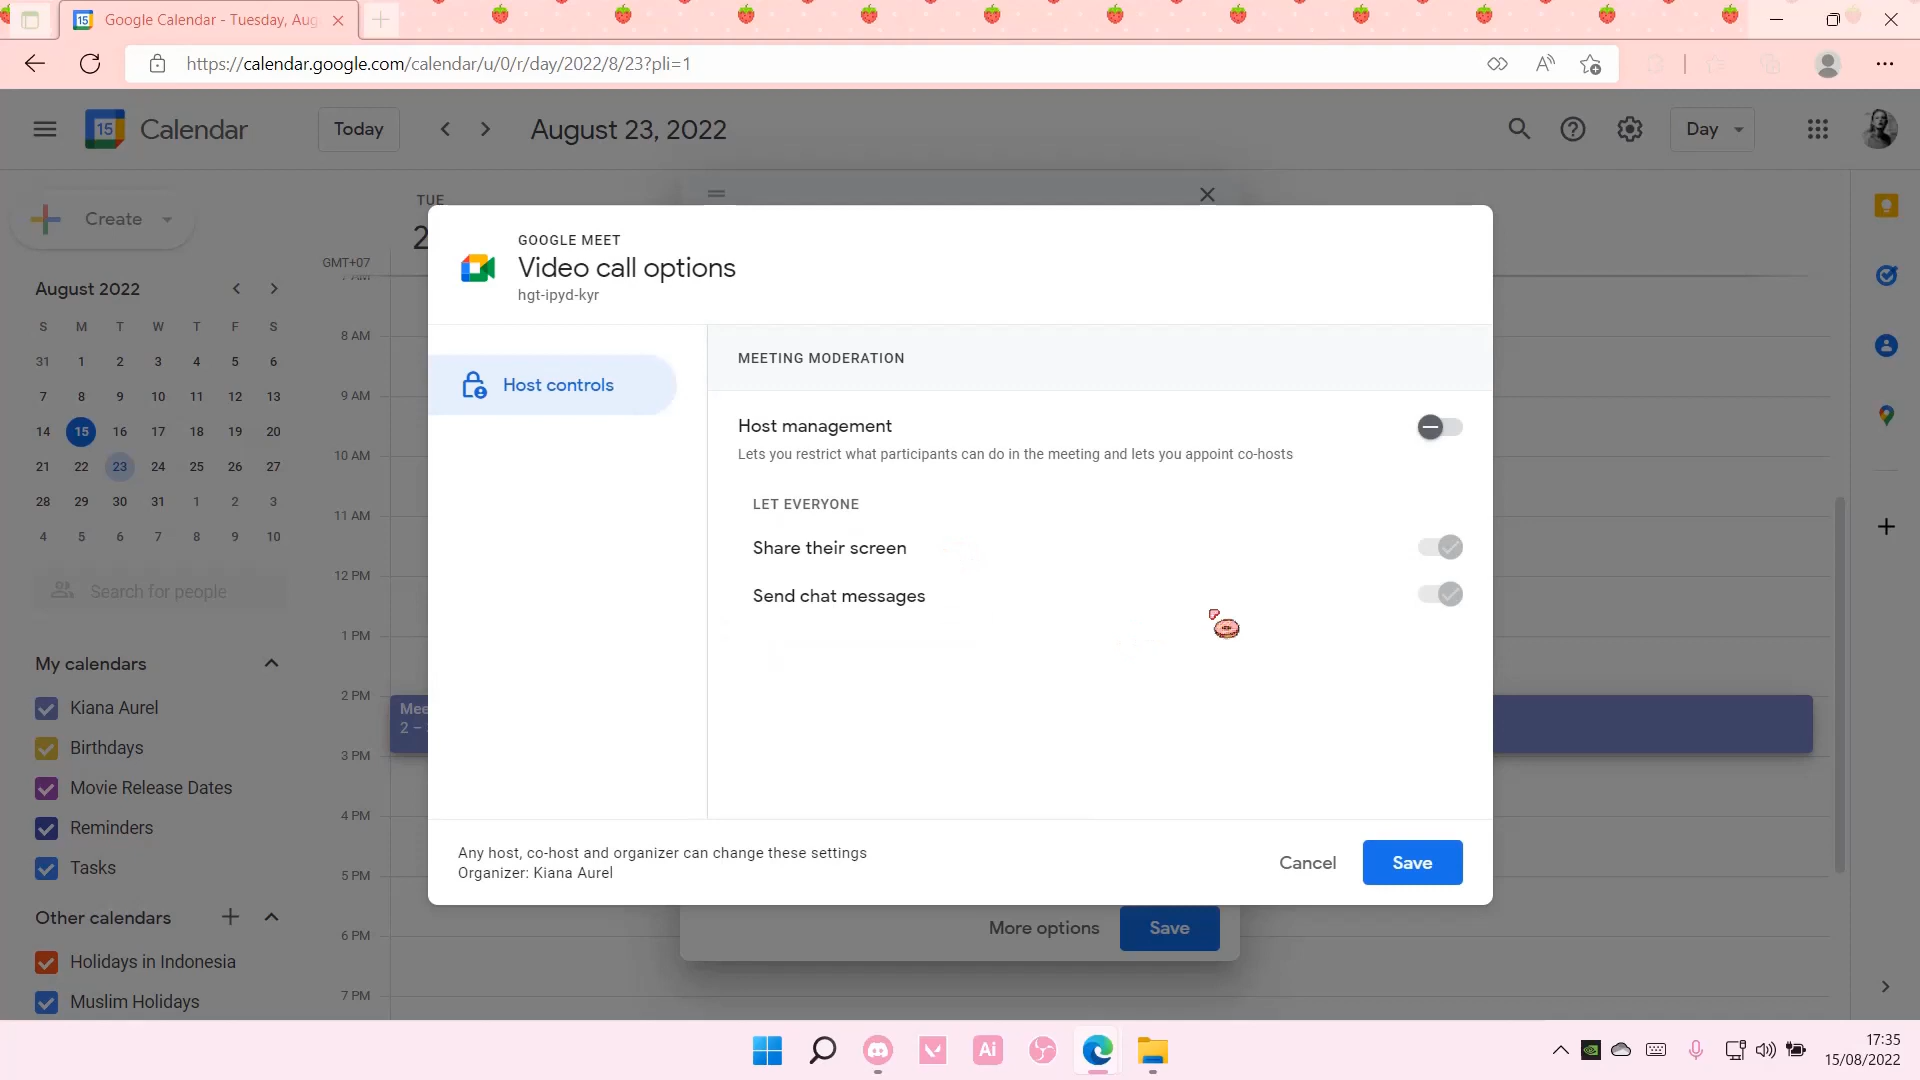 Google Calendar - Tuesday, Aug
https://calendar.google.com/calendar/u/0/r/day/2022/8/23?pli=1
15
Calendar
Today
August 23, 2022
Day
Create
TUE
GMT+07
August 2022
S M T W T F S
31 1 2 3 4 5 6
7 8 9 10 11 12 13
14 15 16 17 18 19 20
21 22 23 24 25 26 27
28 29 30 31 1 2 3
4 5 6 7 8 9 10
Search for people
My calendars
Kiana Aurel
Birthdays
Movie Release Dates
Reminders
Tasks
Other calendars
Holidays in Indonesia
Muslim Holidays
8 AM
9 AM
10 AM
11 AM
12 PM
1 PM
2 PM
3 PM
4 PM
5 PM
6 PM
7 PM
GOOGLE MEET
Video call options
hgt-ipyd-kyr
Host controls
MEETING MODERATION
Host management
Lets you restrict what participants can do in the meeting and lets you appoint co-hosts
LET EVERYONE
Share their screen
Send chat messages
Any host, co-host and organizer can change these settings
Organizer: Kiana Aurel
Cancel
Save
More options
Save
Ai
17:35
15/08/2022